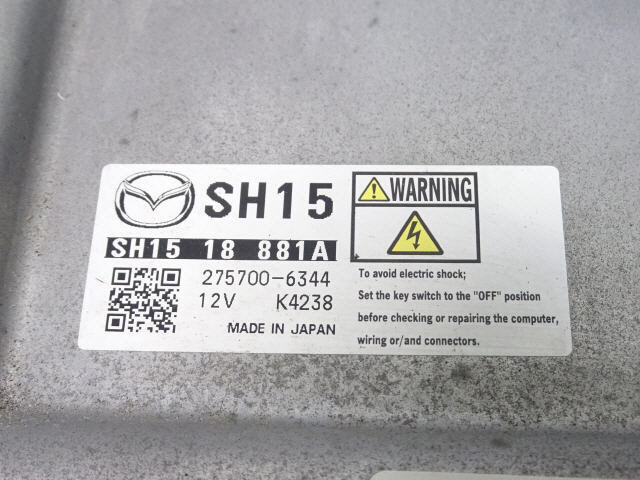 SH15
SH15 18 881A
275700-6344
12V K4238
MADE IN JAPAN
WARNING
To avoid electric shock;
Set the key switch to the "OFF" position
before checking or repairing the computer,
wiring or/and connectors.